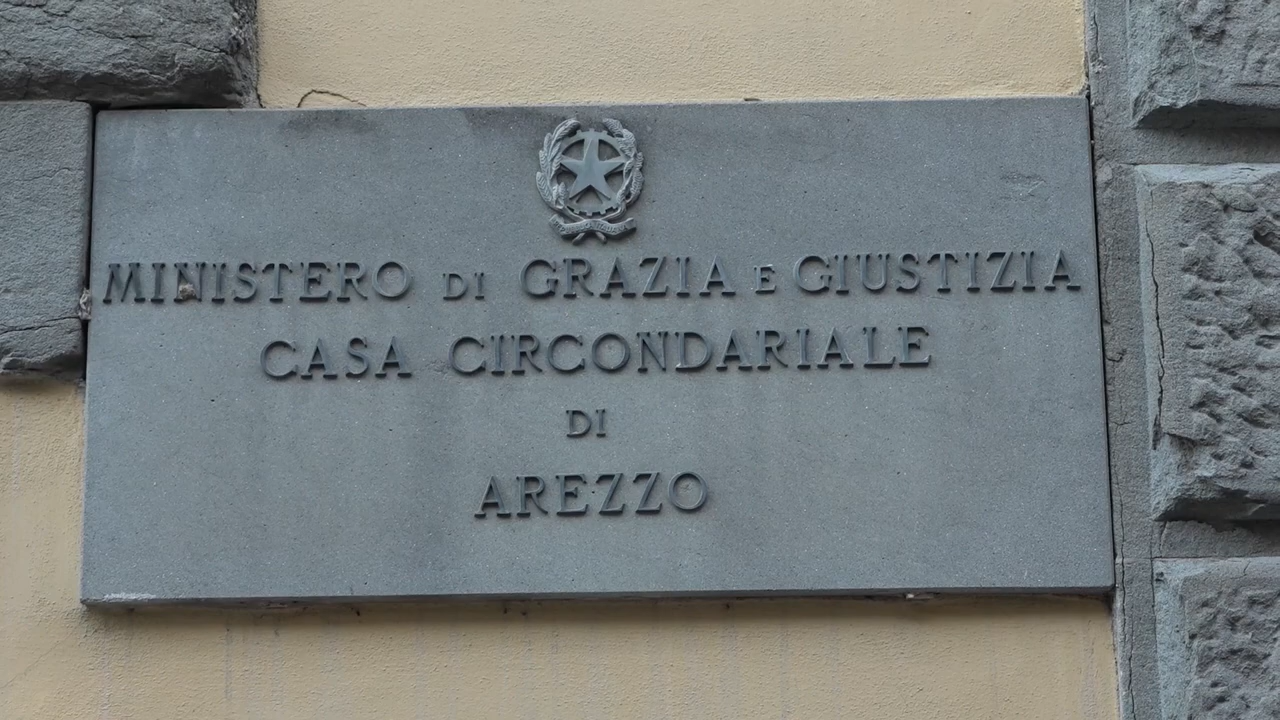 MINISTERO DI GRAZIA E GIUSTIZIA
CASA CIRCONDARIALE
DI
AREZZO